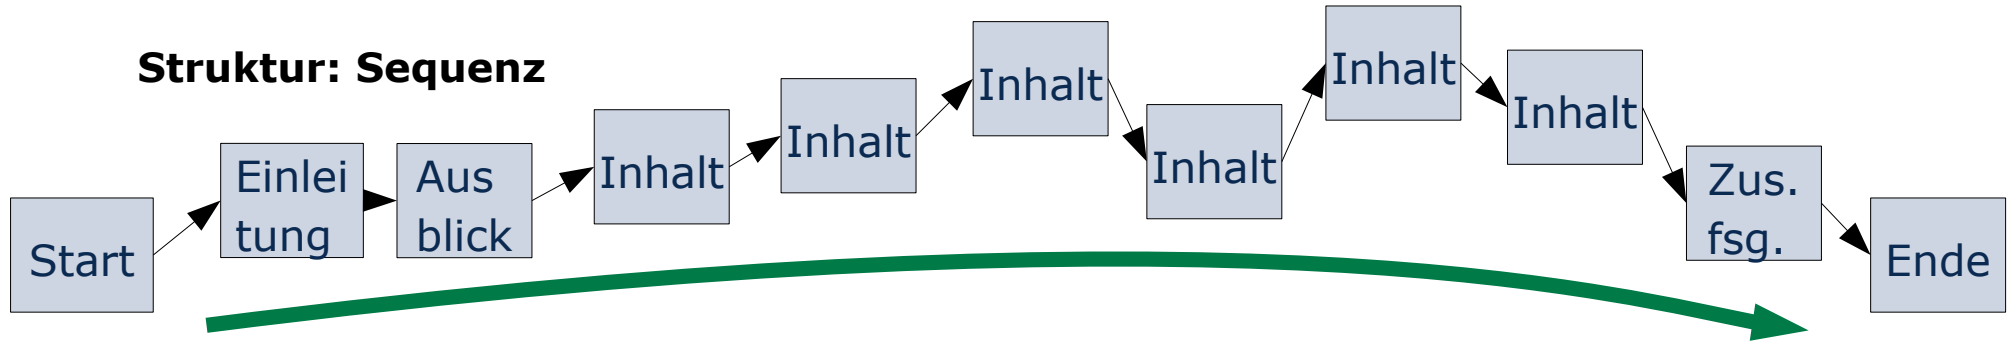 Struktur: Sequenz
Start
Einlei
tung
Aus
blick
Inhalt
Inhalt
Inhalt
Inhalt
Inhalt
Inhalt
Zus.
fsg.
Ende